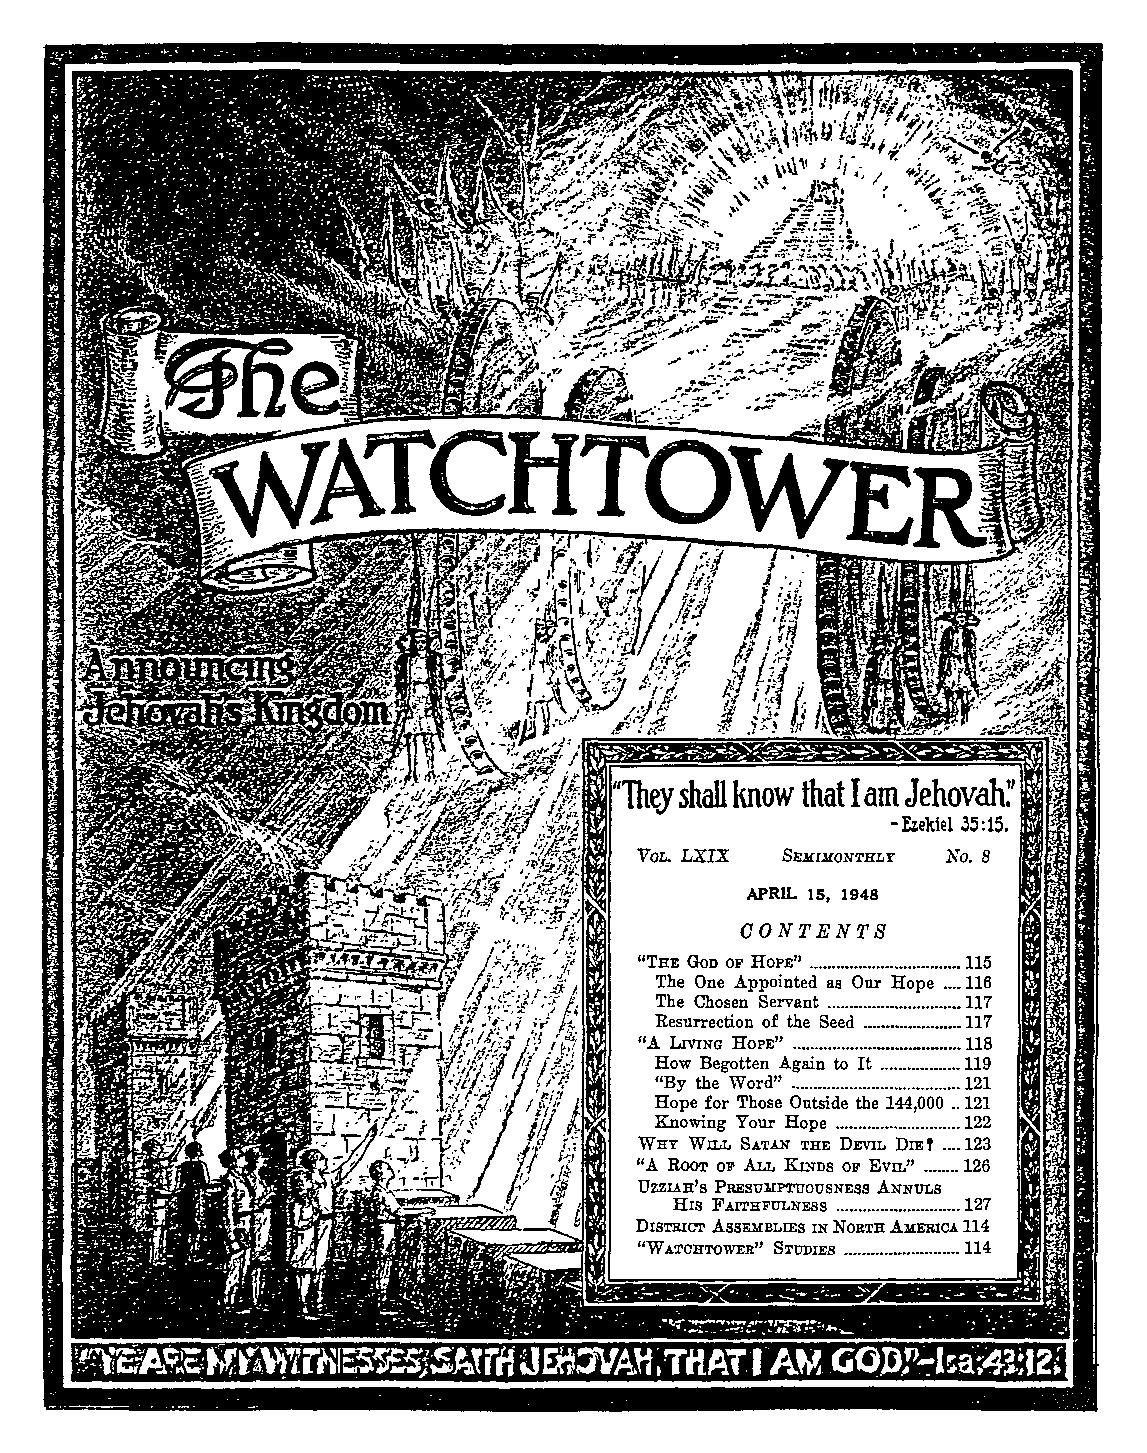 The
WATCHTOWER
Announcing
Jehovah's Kingdom
"They shall know that I am Jehovah."
- Ezekiel 35:15.
VOL. LXIX SEMIMONTHLY No. 8
APRIL 15, 1948
CONTENTS
"THE GOD OF HOPE" ........ 115
The One Appointed as Our Hope .... 116
The Chosen Servant ........ 117
Resurrection of the Seed ........ 117
"A LIVING HOPE" ........ 118
How Begotten Again to It ........ 119
"By the Word" ........ 121
Hope for Those Outside the 144,000 .. 121
Knowing Your Hope ........ 122
WHY WILL SATAN THE DEVIL DIE? .... 123
"A ROOT OF ALL KINDS OF EVIL" ........ 126
UZZIAH'S PRESUMPTUOUSNESS ANNULS
HIS FAITHFULNESS ........ 127
DISTRICT ASSEMBLIES IN NORTH AMERICA 114
"WATCHTOWER" STUDIES ........ 114
"YE ARE MY WITNESSES, SAITH JEHOVAH, THAT I AM GOD."-Isa. 43:12.